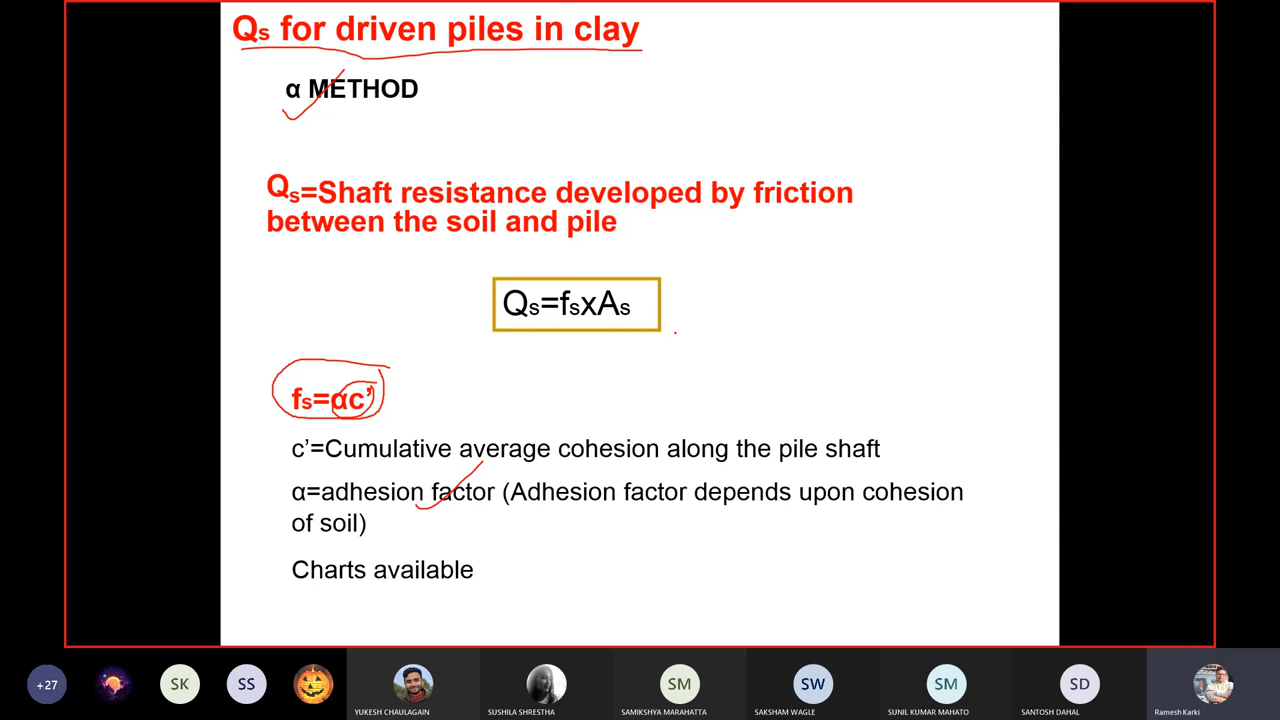 Qs for driven piles in clay
α METHOD
Qs=Shaft resistance developed by friction
between the soil and pile
Qs=fsxAs
fs=αc’
c’=Cumulative average cohesion along the pile shaft
α=adhesion factor (Adhesion factor depends upon cohesion
of soil)
Charts available
+27
SK
SS
SM
SW
SM
SD
YUKESH CHAULAGAIN
SUSHILA SHRESTHA
SAMIKSHYA MARAHATTA
SAKSHAM WAGLE
SUNIL KUMAR MAHATO
SANTOSH DAHAL
Ramesh Karki